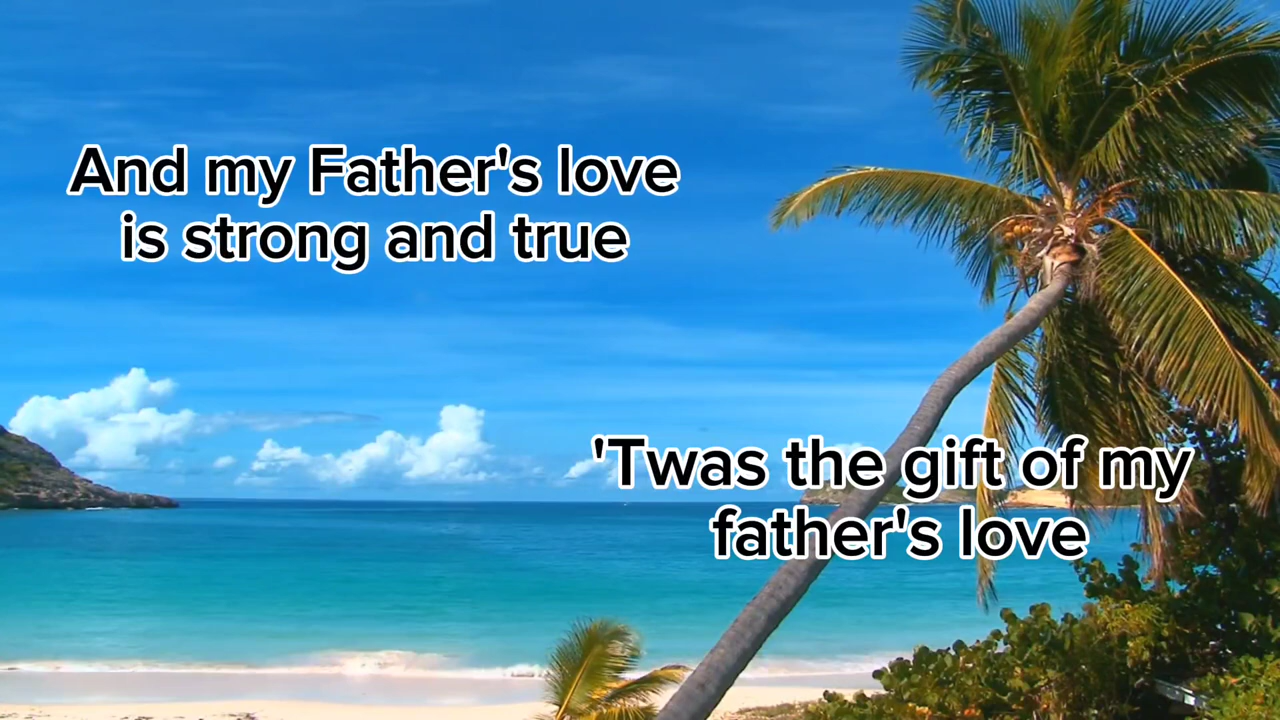 And my Father's love
is strong and true
'Twas the gift of my
father's love